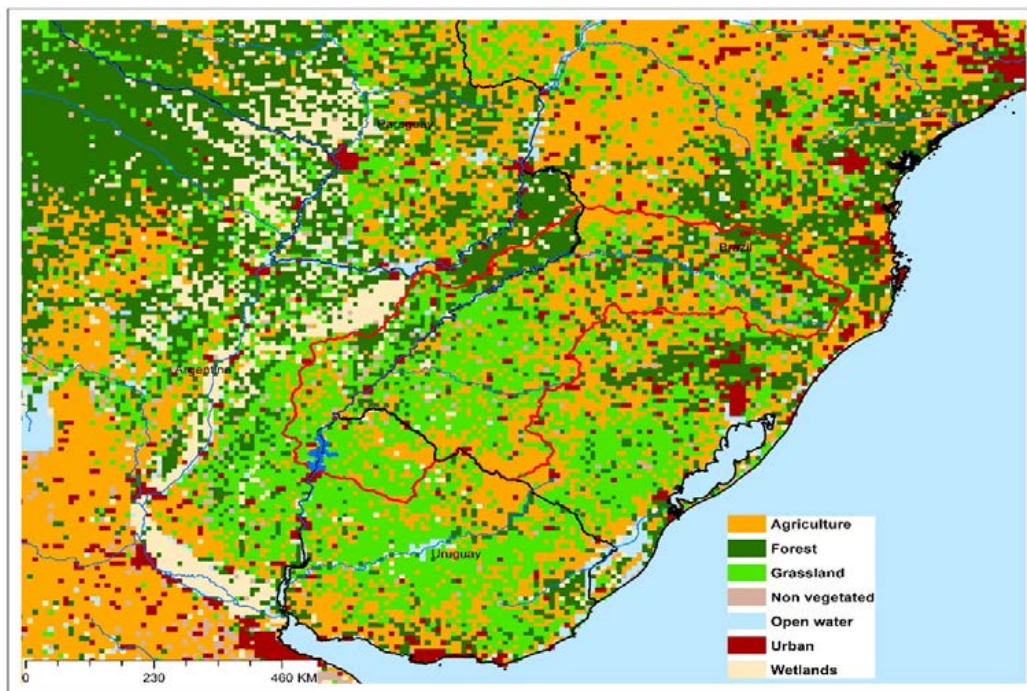 Paraguay
Brazil
Argentina
Uruguay
Agriculture
Forest
Grassland
Non vegetated
Open water
Urban
Wetlands
0 230 460 KM